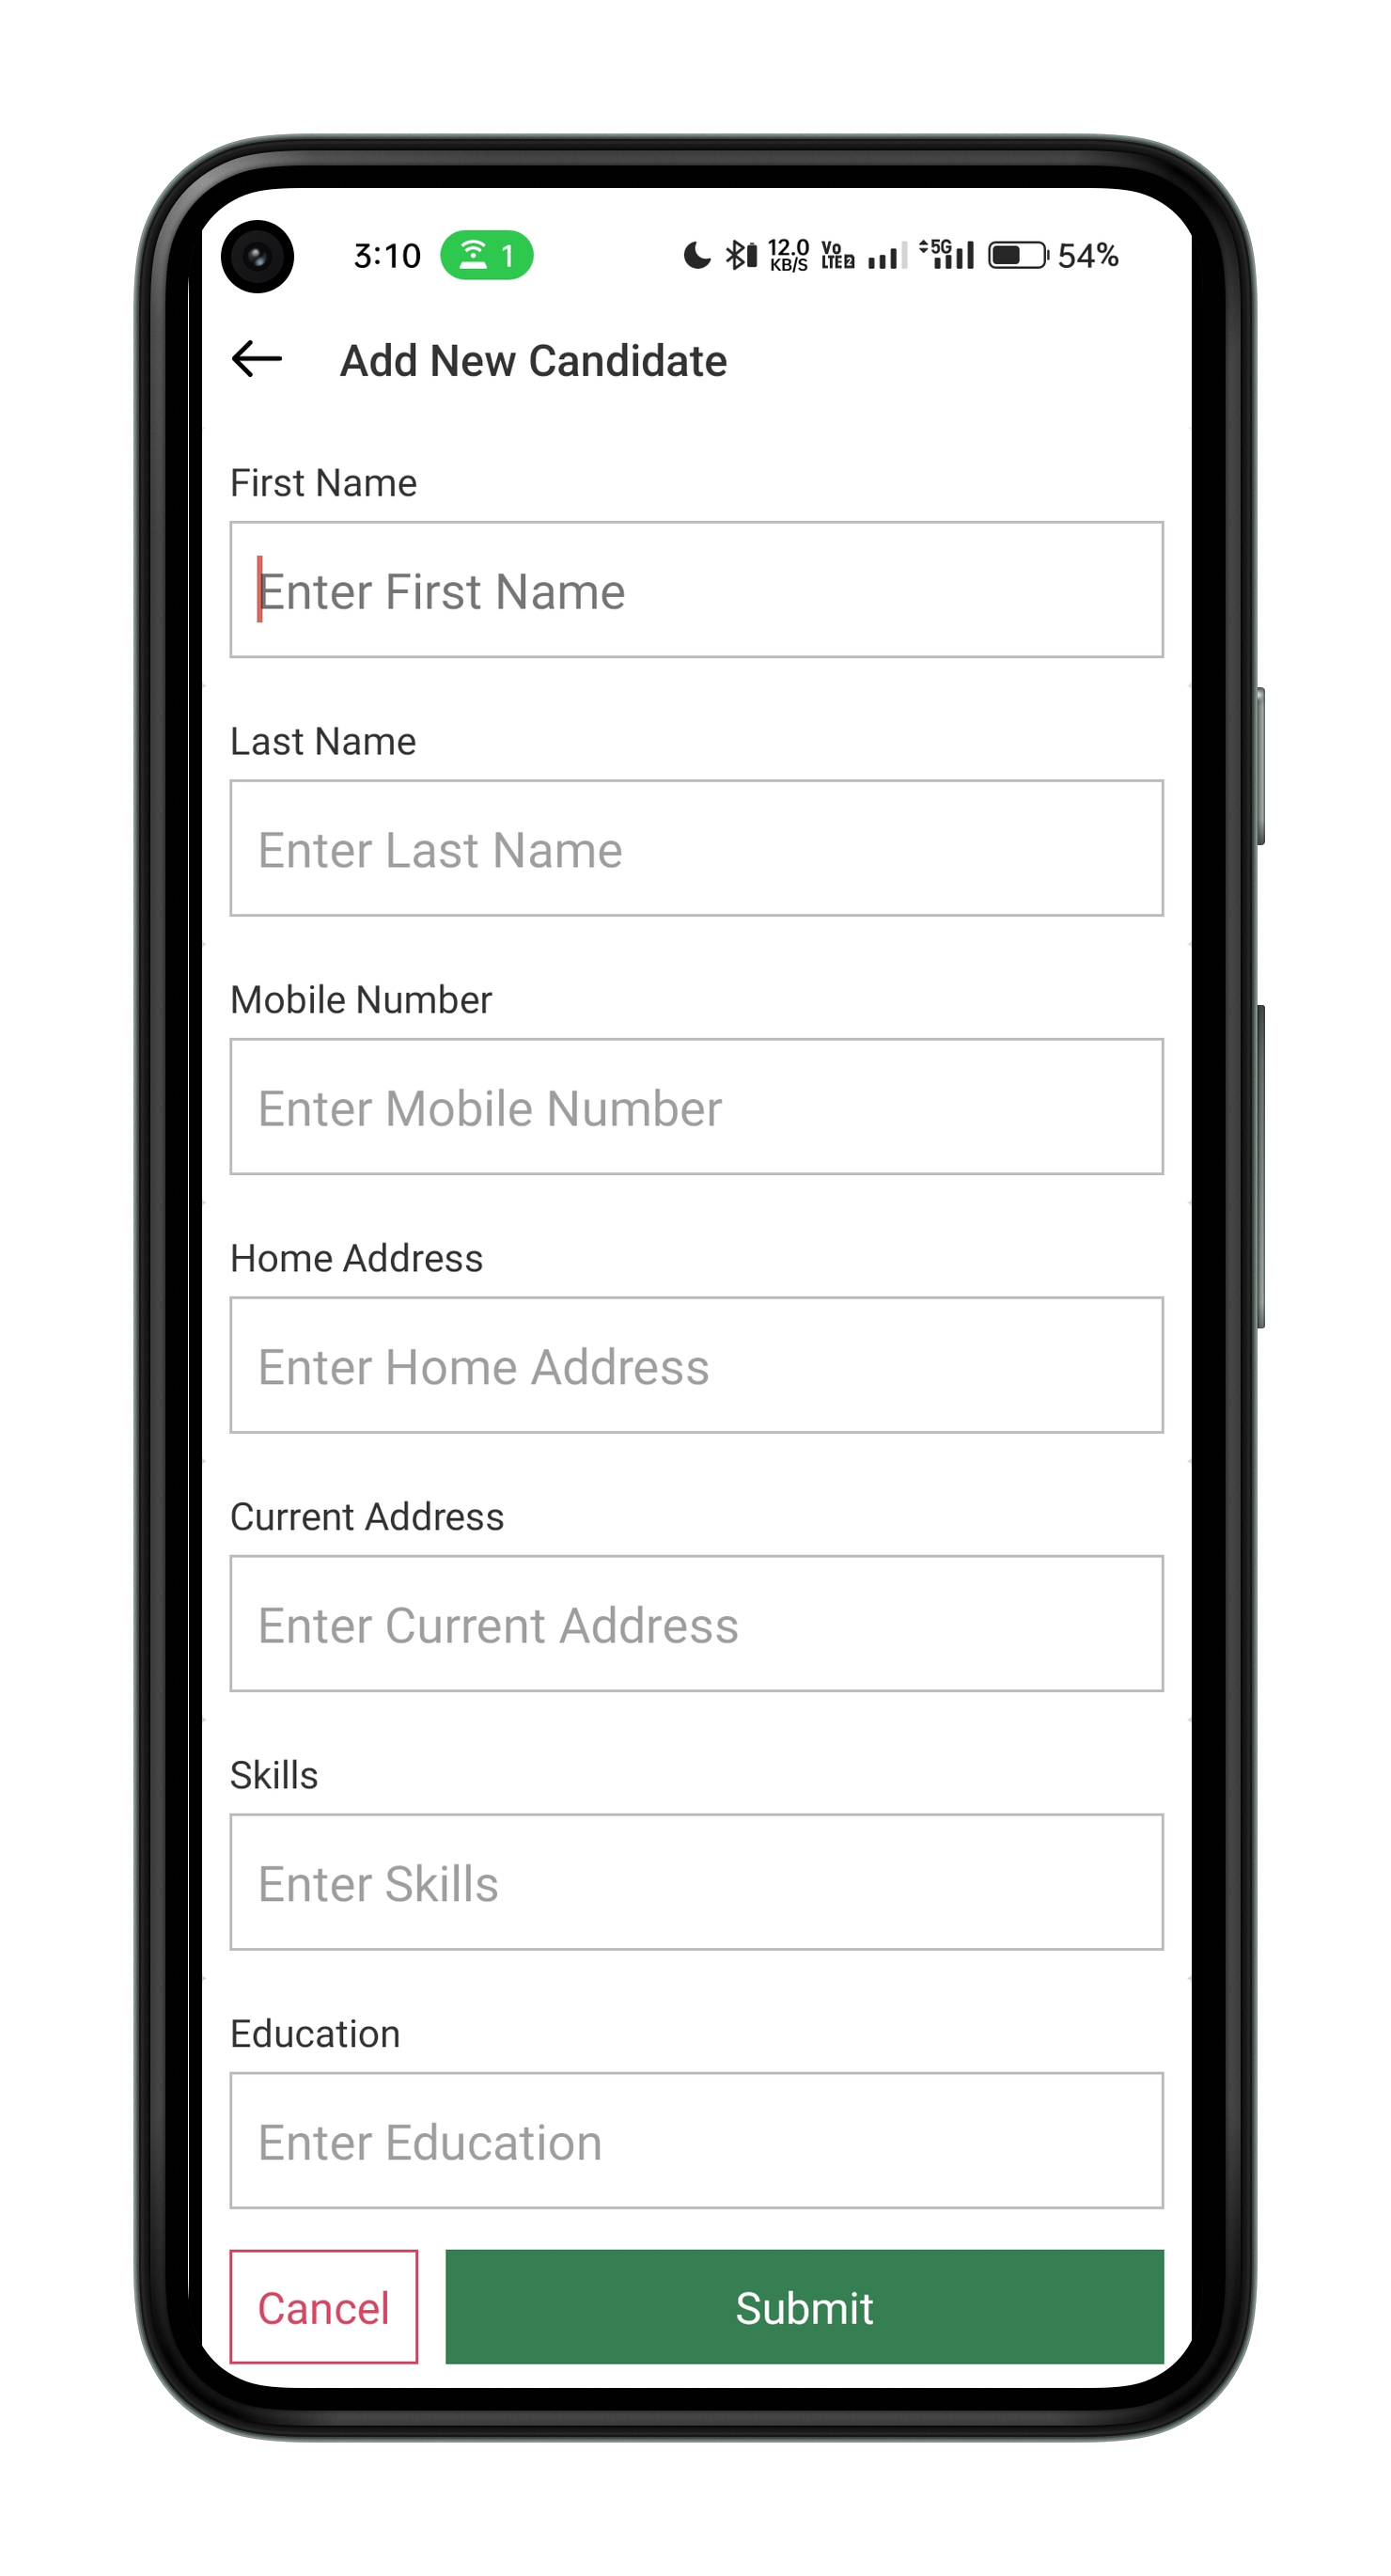 3:10 1 12.0 KB/S Vo LTE 2 5G 54%
Add New Candidate
First Name
Enter First Name
Last Name
Enter Last Name
Mobile Number
Enter Mobile Number
Home Address
Enter Home Address
Current Address
Enter Current Address
Skills
Enter Skills
Education
Enter Education
Cancel Submit